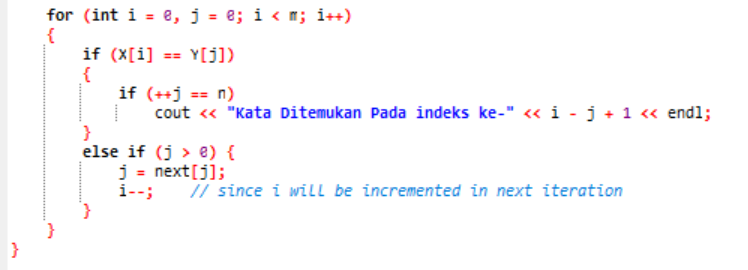 for (int i = 0, j = 0; i < m; i++)
{
if (X[i] == Y[j])
{
if (++j == n)
cout << "Kata Ditemukan Pada indeks ke-" << i - j + 1 << endl;
}
else if (j > 0) {
j = next[j];
i--; // since i will be incremented in next iteration
}
}
}